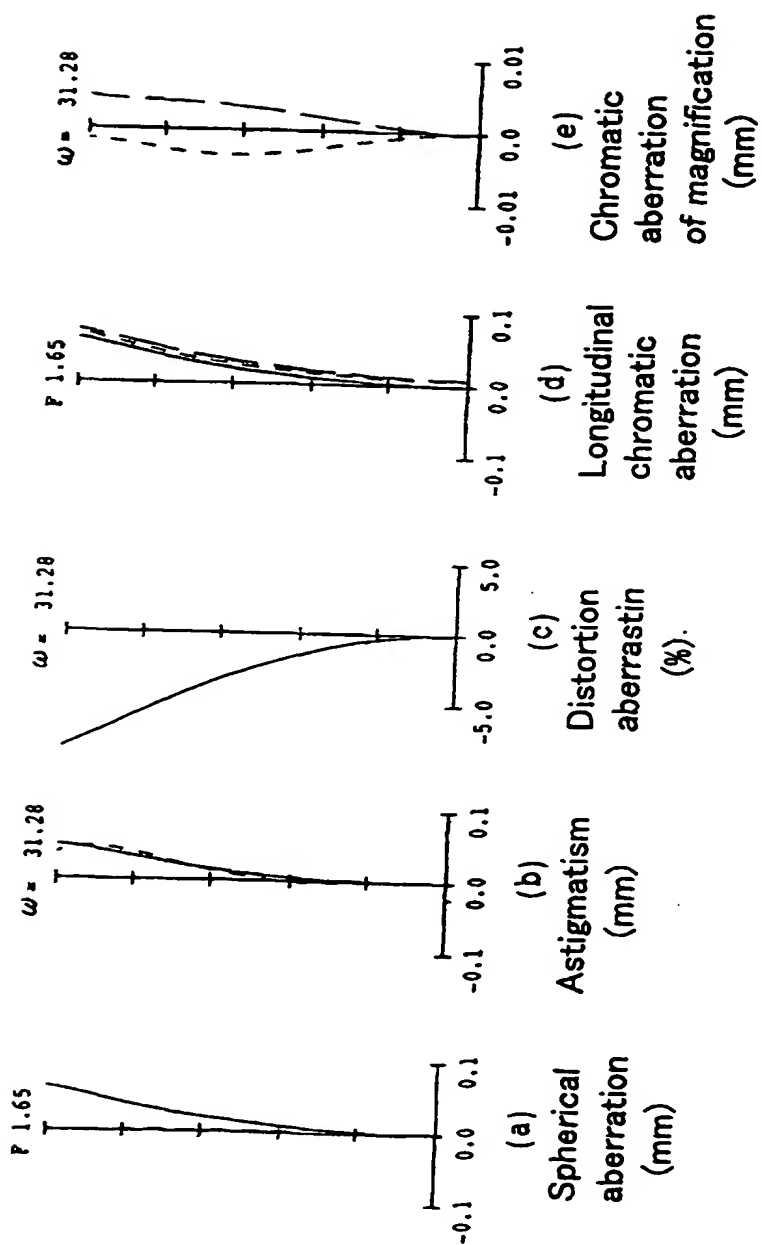 F 1.65
-0.1 0.0 0.1
(a)
Spherical
aberration
(mm)
ω = 31.28
-0.1 0.0 0.1
(b)
Astigmatism
(mm)
ω = 31.28
-5.0 0.0 5.0
(c)
Distortion
aberrastin
(%).
F 1.65
-0.1 0.0 0.1
(d)
Longitudinal
chromatic
aberration
(mm)
ω = 31.28
-0.01 0.0 0.01
(e)
Chromatic
aberration
of magnification
(mm)